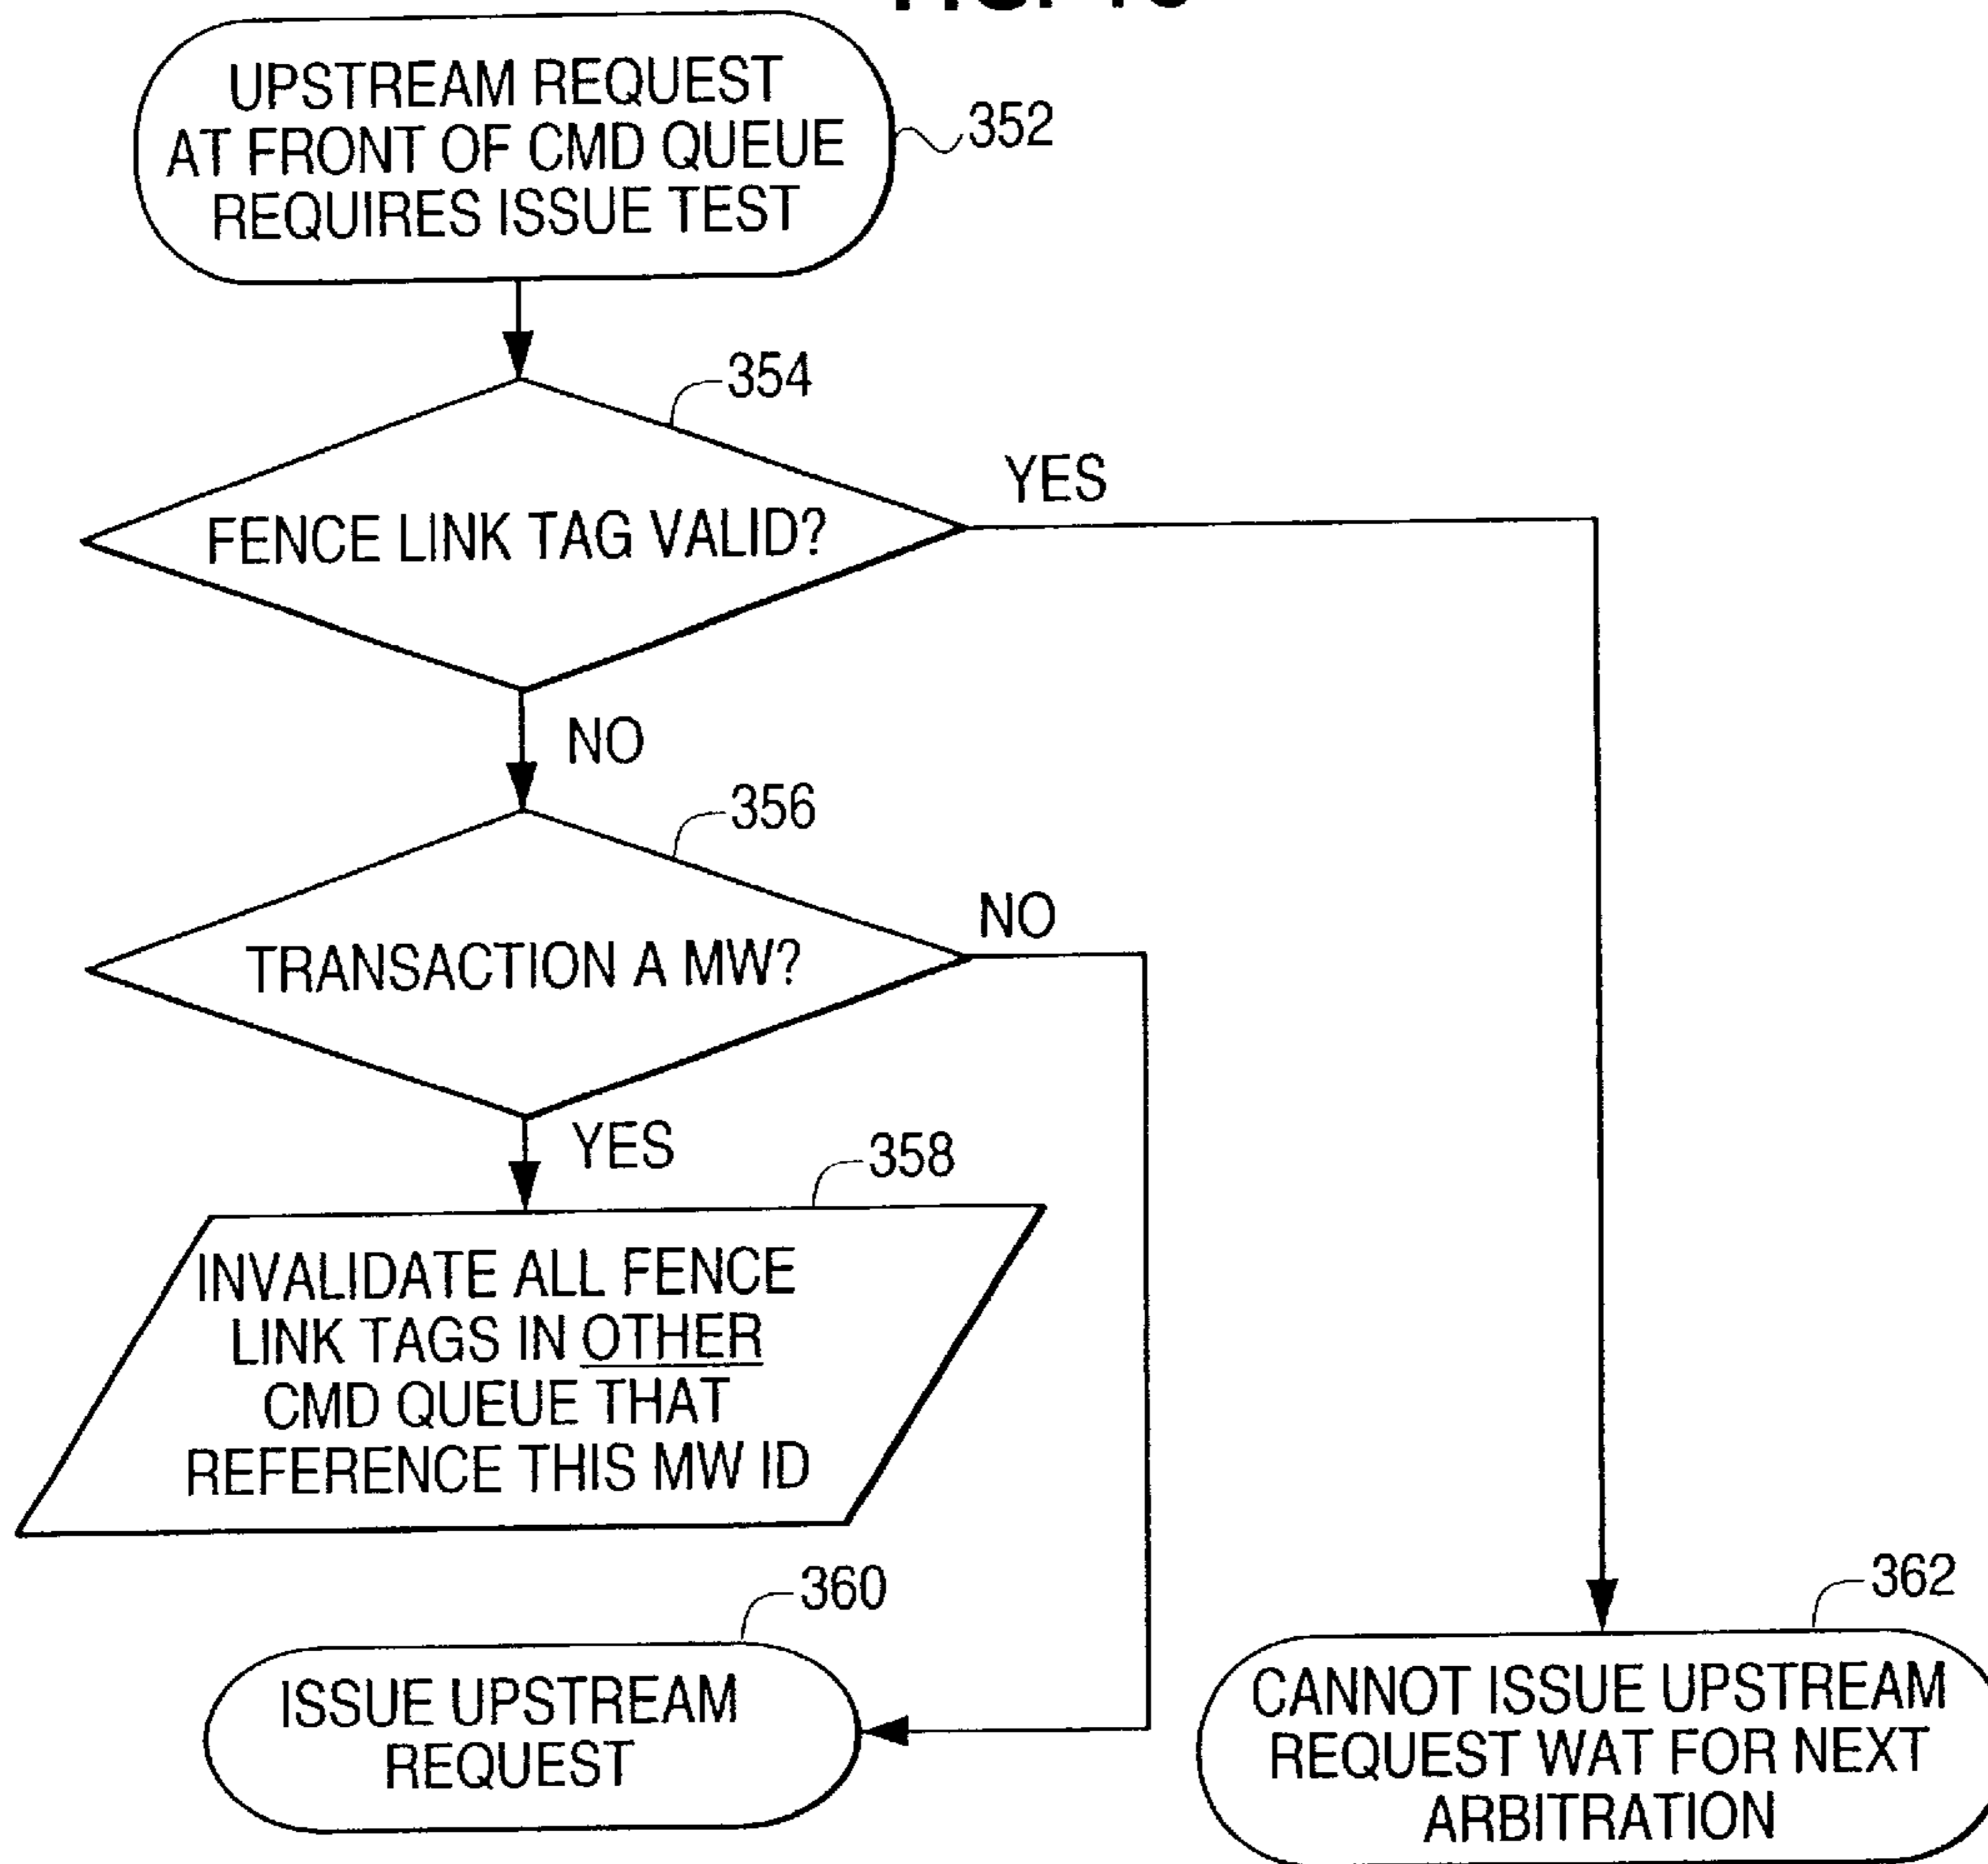 UPSTREAM REQUEST
AT FRONT OF CMD QUEUE
REQUIRES ISSUE TEST
352
354
YES
FENCE LINK TAG VALID?
NO
356
NO
TRANSACTION A MW?
YES
358
INVALIDATE ALL FENCE
LINK TAGS IN OTHER
CMD QUEUE THAT
REFERENCE THIS MW ID
360
ISSUE UPSTREAM
REQUEST
362
CANNOT ISSUE UPSTREAM
REQUEST WAT FOR NEXT
ARBITRATION